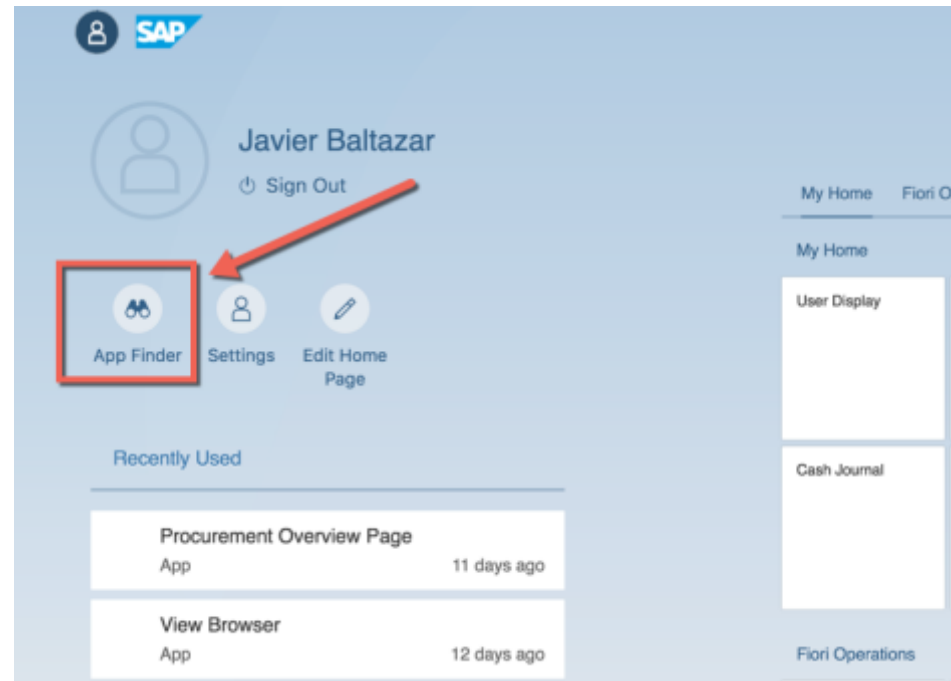 SAP
Javier Baltazar
Sign Out
App Finder
Settings
Edit Home
Page
Recently Used
Procurement Overview Page
App
11 days ago
View Browser
App
12 days ago
My Home
Fiori O
My Home
User Display
Cash Journal
Fiori Operations